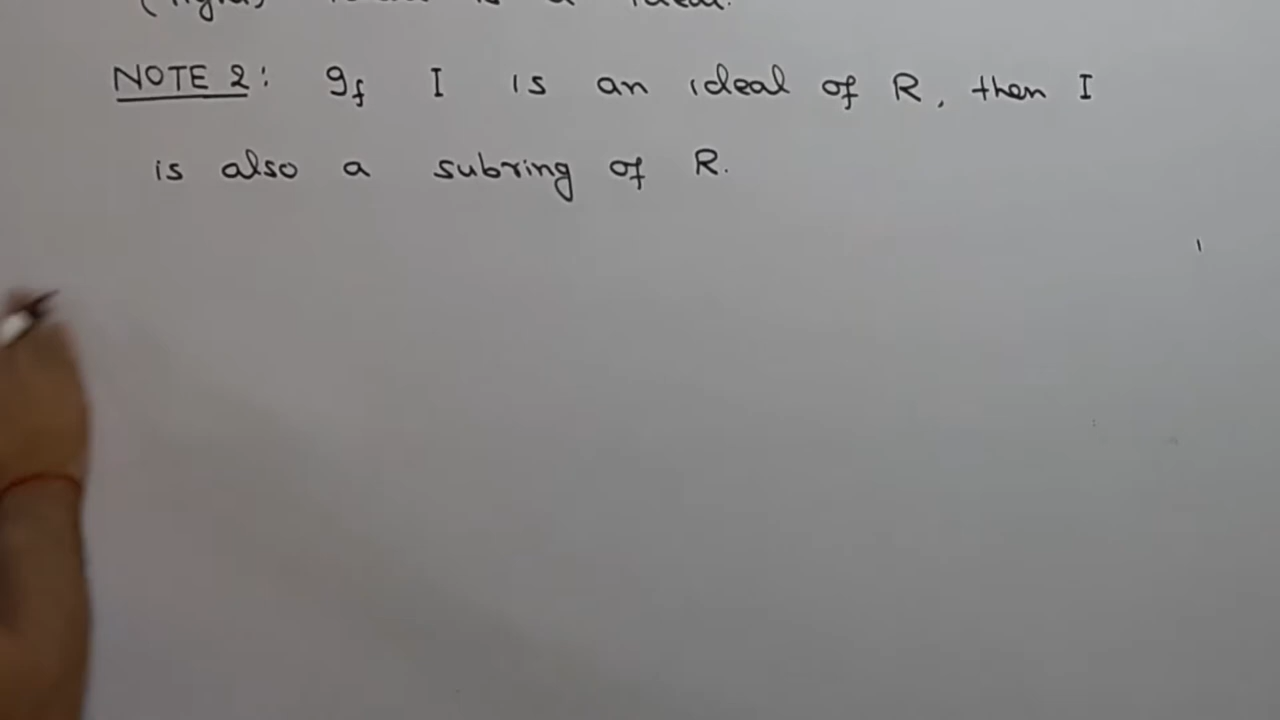 NOTE 2: If I is an ideal of R, then I
is also a subring of R.